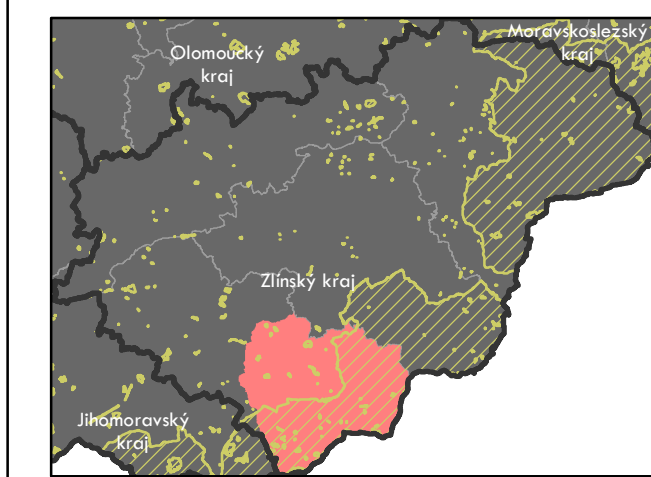 Moravskoslezský
kraj
Olomoucký
kraj
Zlínský kraj
Jihomoravský
kraj